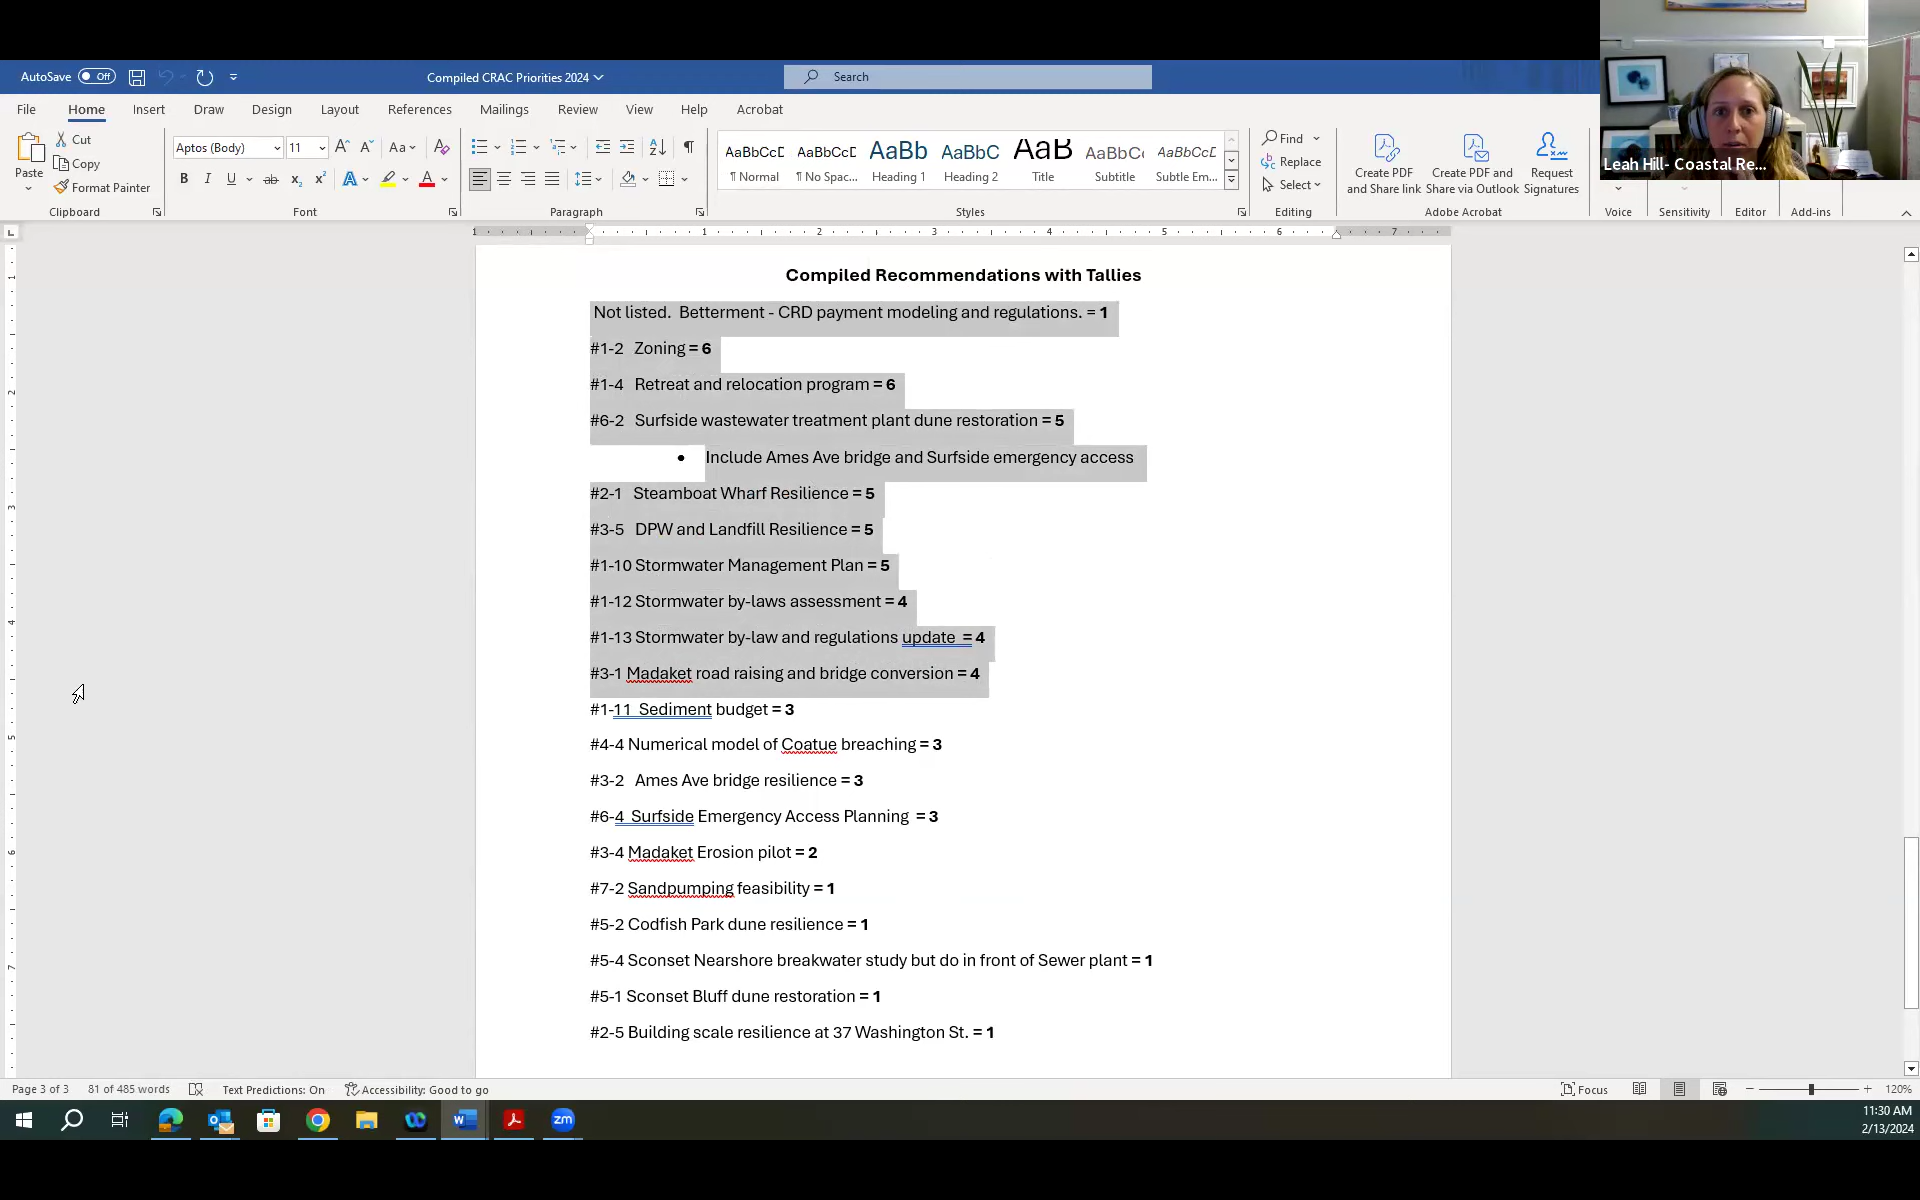 AutoSave Off
Compiled CRAC Priorities 2024
Search
File Home Insert Draw Design Layout References Mailings Review View Help Acrobat
Leah Hill- Coastal Re...
Paste
Cut
Copy
Format Painter
Clipboard
Aptos (Body) 11
Font
Paragraph
AaBbCcD AaBbCcD AaBb AaBbC AaB AaBbC AaBbCcD
¶ Normal ¶ No Spac... Heading 1 Heading 2 Title Subtitle Subtle Em...
Styles
Find
Replace
Select
Editing
Create PDF and Share link
Create PDF and Share via Outlook
Request Signatures
Adobe Acrobat
Voice Sensitivity Editor Add-ins
1 1 2 3 4 5 6 7
Compiled Recommendations with Tallies
Not listed. Betterment - CRD payment modeling and regulations. = 1
#1-2 Zoning = 6
#1-4 Retreat and relocation program = 6
#6-2 Surfside wastewater treatment plant dune restoration = 5
• Include Ames Ave bridge and Surfside emergency access
#2-1 Steamboat Wharf Resilience = 5
#3-5 DPW and Landfill Resilience = 5
#1-10 Stormwater Management Plan = 5
#1-12 Stormwater by-laws assessment = 4
#1-13 Stormwater by-law and regulations update = 4
#3-1 Madaket road raising and bridge conversion = 4
#1-11 Sediment budget = 3
#4-4 Numerical model of Coatue breaching = 3
#3-2 Ames Ave bridge resilience = 3
#6-4 Surfside Emergency Access Planning = 3
#3-4 Madaket Erosion pilot = 2
#7-2 Sandpumping feasibility = 1
#5-2 Codfish Park dune resilience = 1
#5-4 Sconset Nearshore breakwater study but do in front of Sewer plant = 1
#5-1 Sconset Bluff dune restoration = 1
#2-5 Building scale resilience at 37 Washington St. = 1
Page 3 of 3 81 of 485 words Text Predictions: On Accessibility: Good to go Focus 120%
zm
11:30 AM
2/13/2024